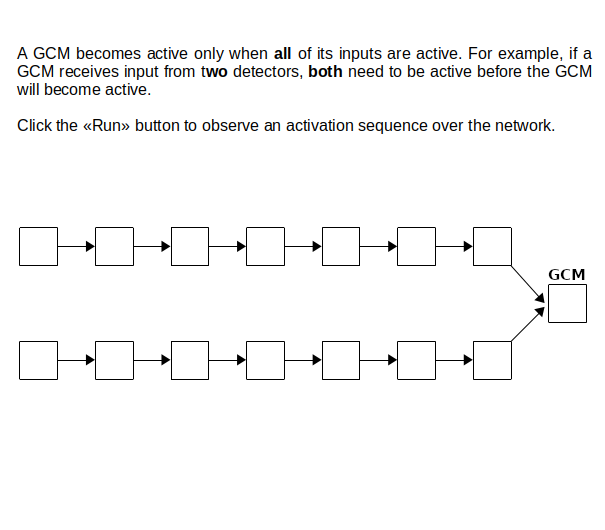 A GCM becomes active only when all of its inputs are active. For example, if a
GCM receives input from two detectors, both need to be active before the GCM
will become active.
Click the «Run» button to observe an activation sequence over the network.
GCM